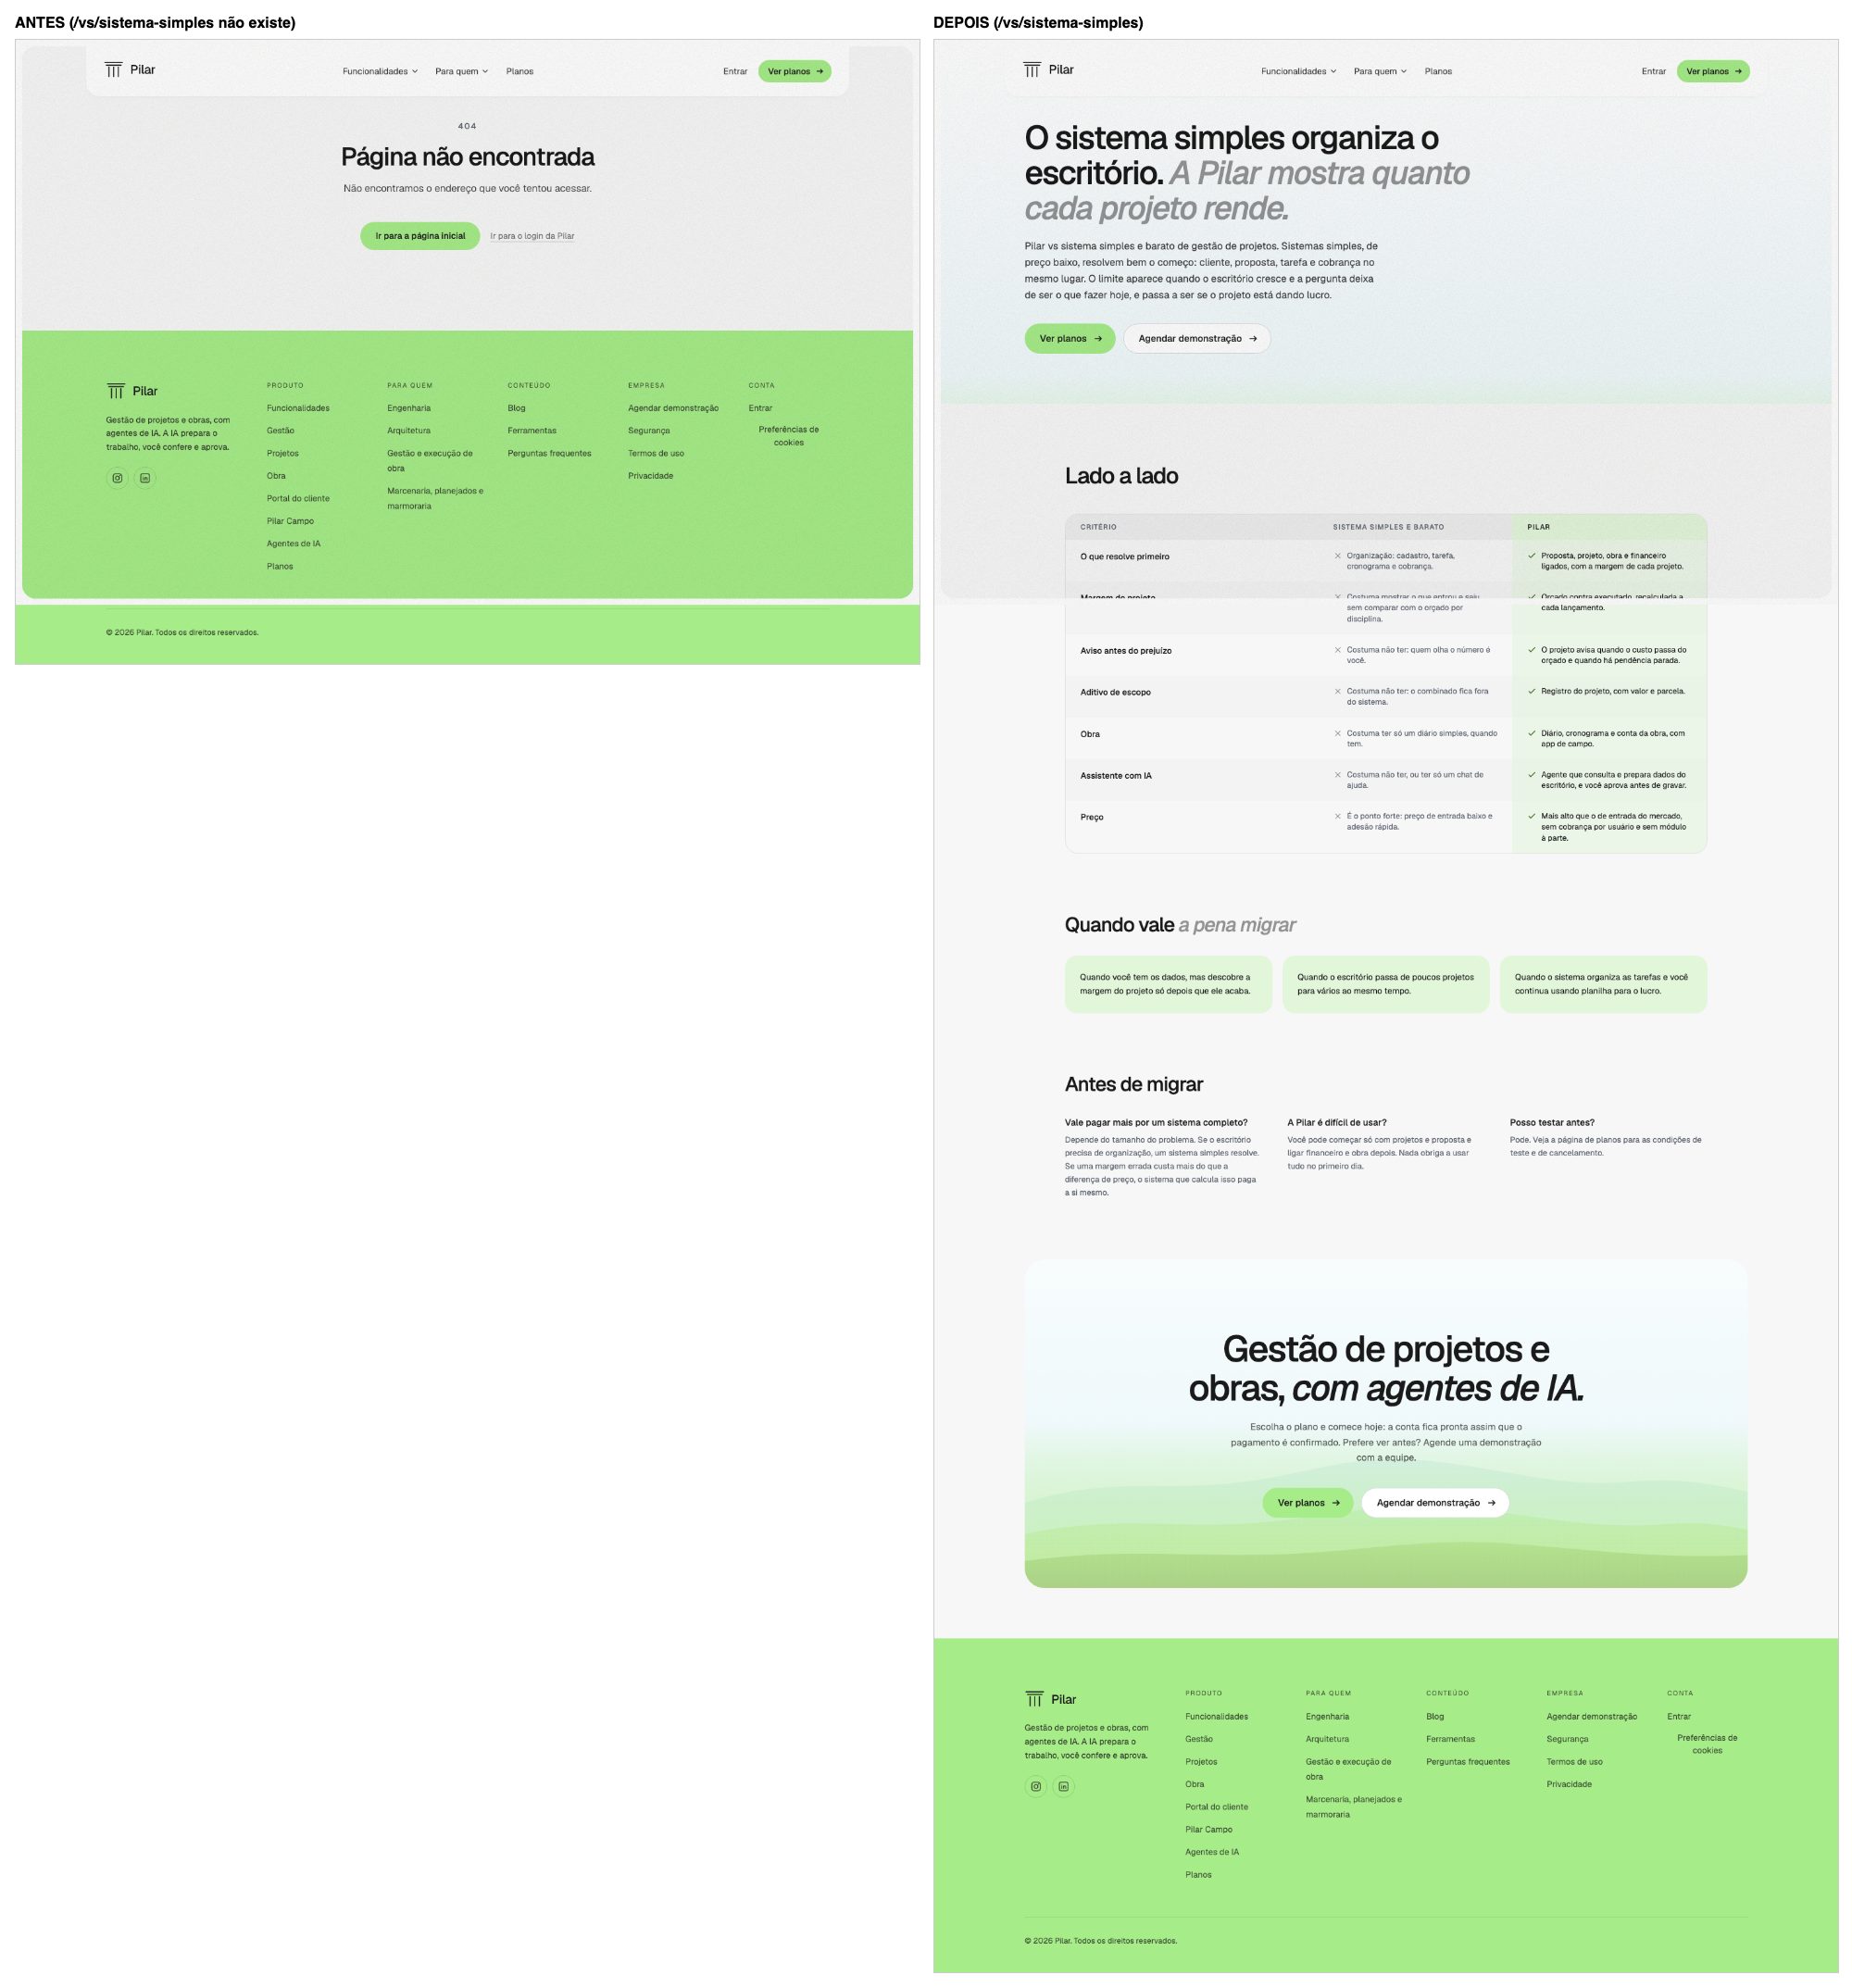 ANTES (/vs/sistema-simples não existe)
Pilar
Funcionalidades
Para quem
Planos
Entrar
Ver planos
404
Página não encontrada
Não encontramos o endereço que você tentou acessar.
Ir para a página inicial
Ir para o login da Pilar
Pilar
Gestão de projetos e obras, com
agentes de IA. A IA prepara o
trabalho, você confere e aprova.
PRODUTO
Funcionalidades
Gestão
Projetos
Obra
Portal do cliente
Pilar Campo
Agentes de IA
Planos
PARA QUEM
Engenharia
Arquitetura
Gestão e execução de
obra
Marcenaria, planejados e
marmoraria
CONTEÚDO
Blog
Ferramentas
Perguntas frequentes
EMPRESA
Agendar demonstração
Segurança
Termos de uso
Privacidade
CONTA
Entrar
Preferências de
cookies
© 2026 Pilar. Todos os direitos reservados.
DEPOIS (/vs/sistema-simples)
Pilar
Funcionalidades
Para quem
Planos
Entrar
Ver planos
O sistema simples organiza o
escritório. A Pilar mostra quanto
cada projeto rende.
Pilar vs sistema simples e barato de gestão de projetos. Sistemas simples, de
preço baixo, resolvem bem o começo: cliente, proposta, tarefa e cobrança no
mesmo lugar. O limite aparece quando o escritório cresce e a pergunta deixa
de ser o que fazer hoje, e passa a ser se o projeto está dando lucro.
Ver planos
Agendar demonstração
Lado a lado
CRITÉRIO
SISTEMA SIMPLES E BARATO
PILAR
O que resolve primeiro
Organização: cadastro, tarefa,
cronograma e cobrança.
Proposta, projeto, obra e financeiro
ligados, com a margem de cada projeto.
Margem do projeto
Costuma mostrar o que entrou e saiu,
sem comparar com o orçado por
disciplina.
Orçado contra executado, recalculada a
cada lançamento.
Aviso antes do prejuízo
Costuma não ter: quem olha o número é
você.
O projeto avisa quando o custo passa do
orçado e quando há pendência parada.
Aditivo de escopo
Costuma não ter: o combinado fica fora
do sistema.
Registro do projeto, com valor e parcela.
Obra
Costuma ter só um diário simples, quando
tem.
Diário, cronograma e conta da obra, com
app de campo.
Assistente com IA
Costuma não ter, ou ter só um chat de
ajuda.
Agente que consulta e prepara dados do
escritório, e você aprova antes de gravar.
Preço
É o ponto forte: preço de entrada baixo e
adesão rápida.
Mais alto que o de entrada do mercado,
sem cobrança por usuário e sem módulo
à parte.
Quando vale a pena migrar
Quando você tem os dados, mas descobre a
margem do projeto só depois que ele acaba.
Quando o escritório passa de poucos projetos
para vários ao mesmo tempo.
Quando o sistema organiza as tarefas e você
continua usando planilha para o lucro.
Antes de migrar
Vale pagar mais por um sistema completo?
Depende do tamanho do problema. Se o escritório
precisa de organização, um sistema simples resolve.
Se uma margem errada custa mais do que a
diferença de preço, o sistema que calcula isso paga
a si mesmo.
A Pilar é difícil de usar?
Você pode começar só com projetos e proposta e
ligar financeiro e obra depois. Nada obriga a usar
tudo no primeiro dia.
Posso testar antes?
Pode. Veja a página de planos para as condições de
teste e de cancelamento.
Gestão de projetos e
obras, com agentes de IA.
Escolha o plano e comece hoje: a conta fica pronta assim que o
pagamento é confirmado. Prefere ver antes? Agende uma demonstração
com a equipe.
Ver planos
Agendar demonstração
Pilar
Gestão de projetos e obras, com
agentes de IA. A IA prepara o
trabalho, você confere e aprova.
PRODUTO
Funcionalidades
Gestão
Projetos
Obra
Portal do cliente
Pilar Campo
Agentes de IA
Planos
PARA QUEM
Engenharia
Arquitetura
Gestão e execução de
obra
Marcenaria, planejados e
marmoraria
CONTEÚDO
Blog
Ferramentas
Perguntas frequentes
EMPRESA
Agendar demonstração
Segurança
Termos de uso
Privacidade
CONTA
Entrar
Preferências de
cookies
© 2026 Pilar. Todos os direitos reservados.